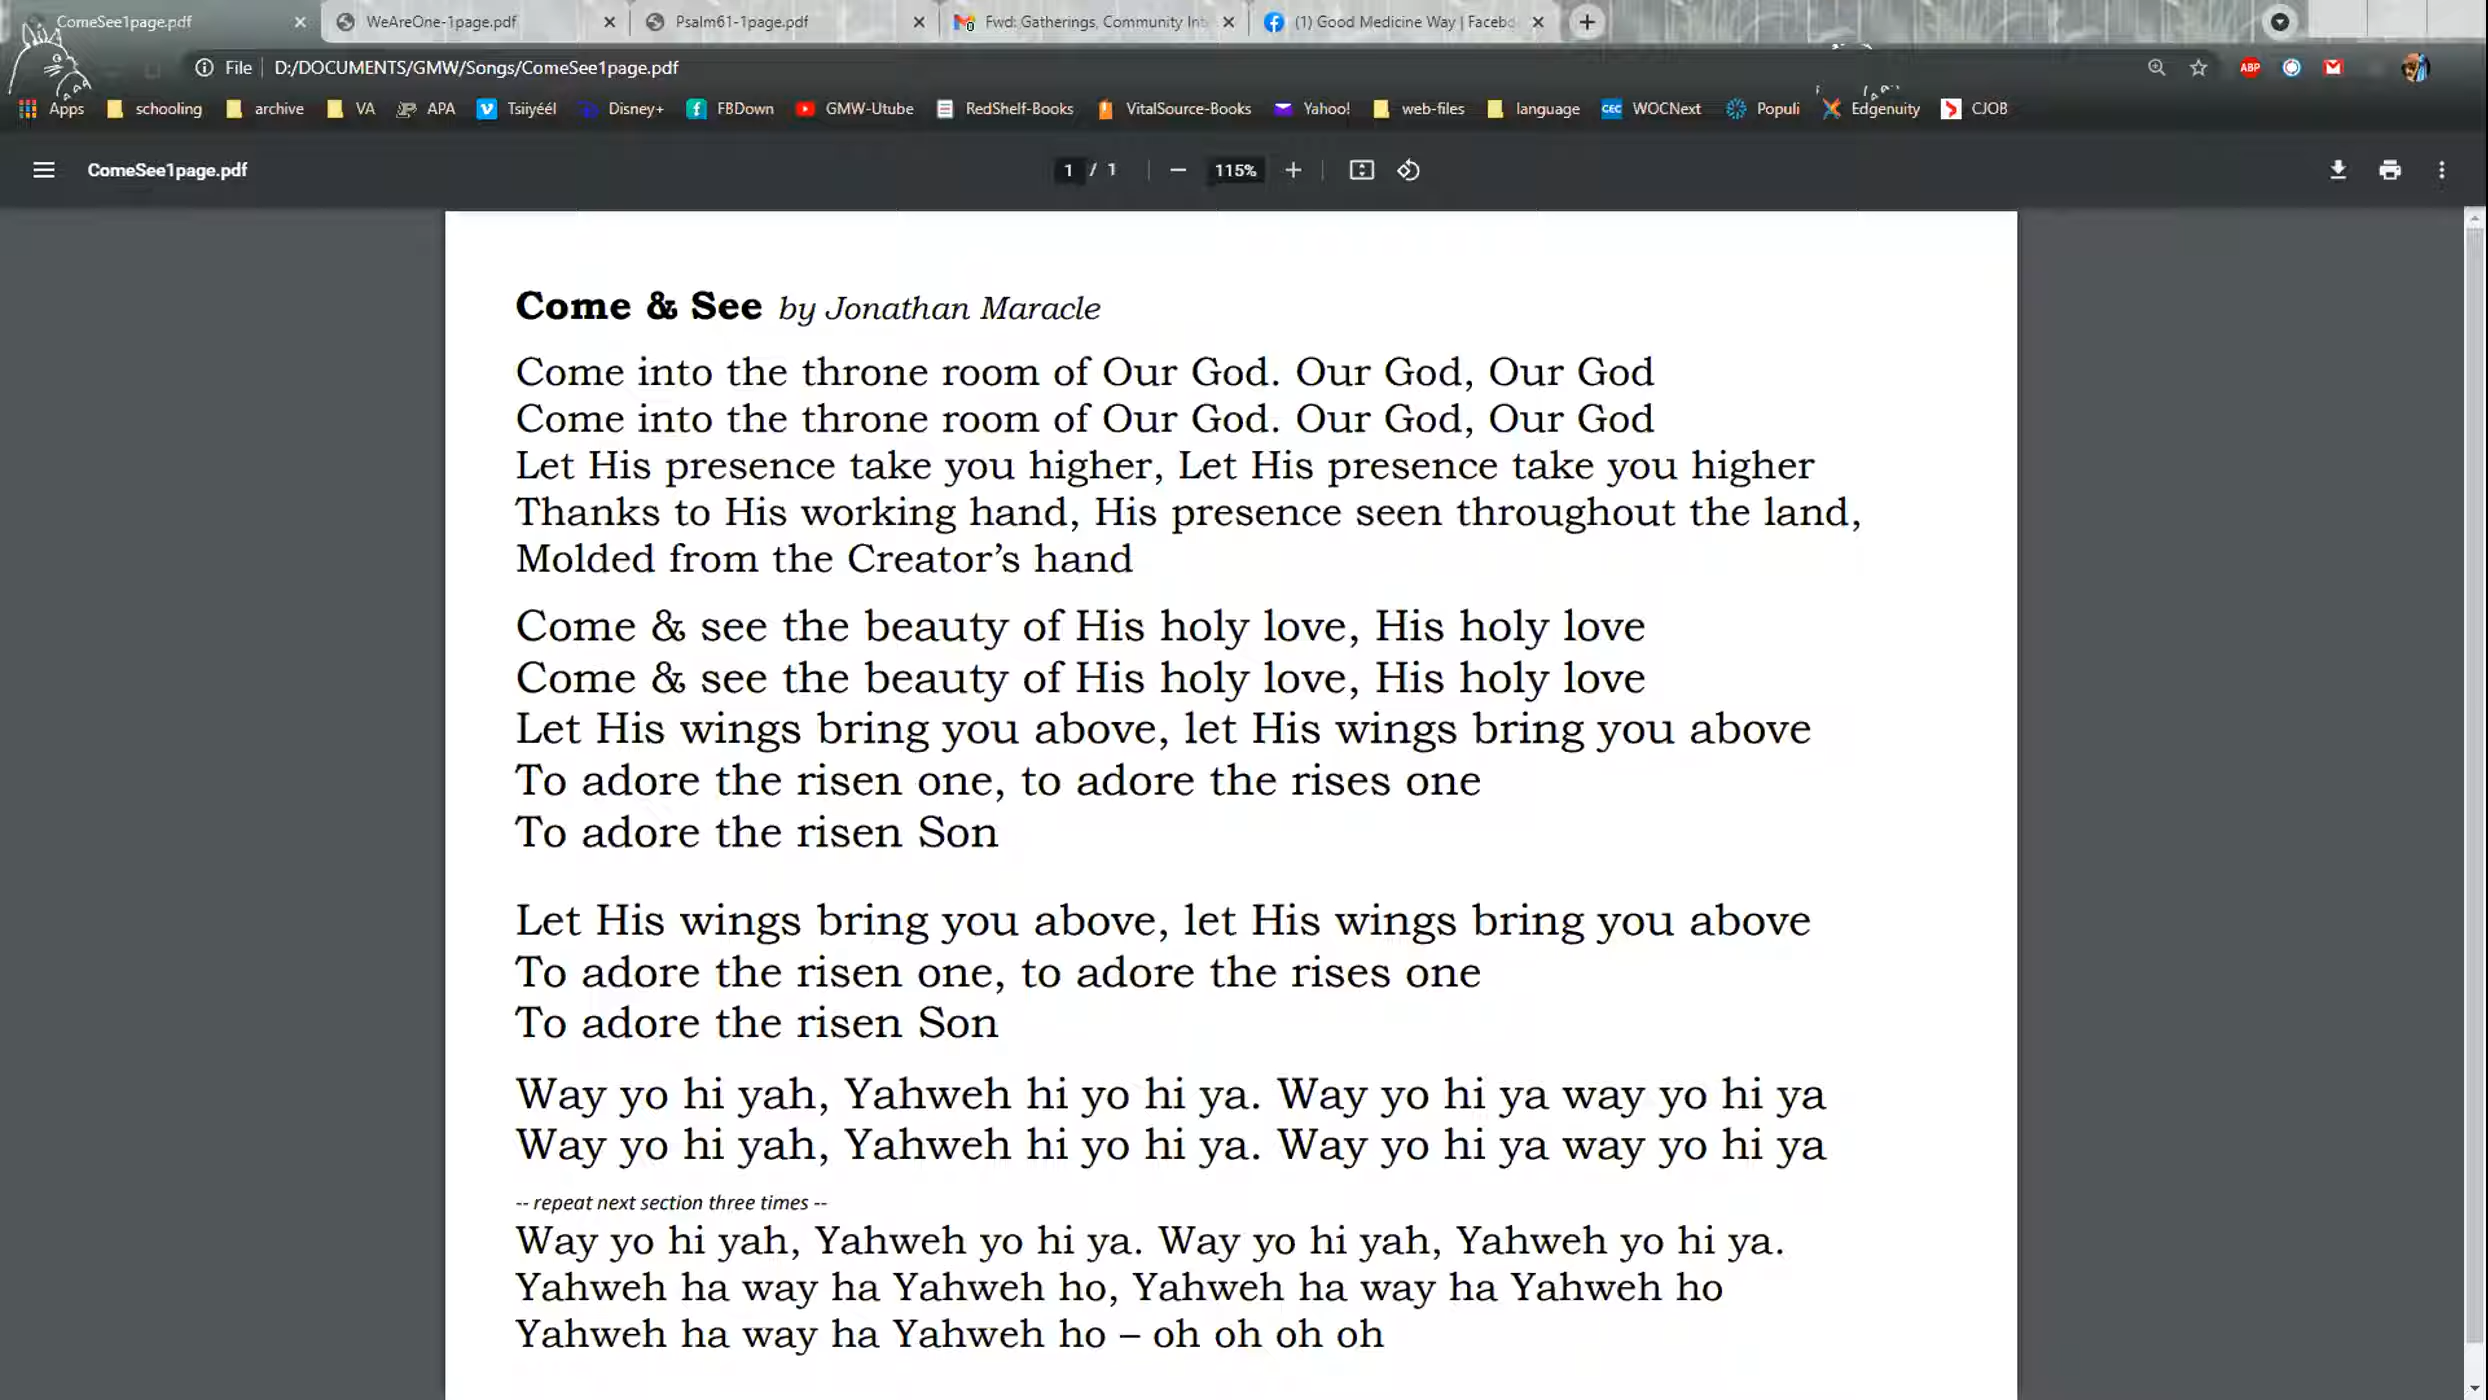 ComeSee1page.pdf
WeAreOne-1page.pdf
Psalm61-1page.pdf
Fwd: Gatherings, Community Int
(1) Good Medicine Way | Facebo
File D:/DOCUMENTS/GMW/Songs/ComeSee1page.pdf
ABP
Apps schooling archive VA APA Tsiiyéél Disney+ FBDown GMW-Utube RedShelf-Books VitalSource-Books Yahoo! web-files language CEC WOCNext Populi Edgenuity CJOB
ComeSee1page.pdf 1 / 1 115%
Come & See by Jonathan Maracle
Come into the throne room of Our God. Our God, Our God
Come into the throne room of Our God. Our God, Our God
Let His presence take you higher, Let His presence take you higher
Thanks to His working hand, His presence seen throughout the land,
Molded from the Creator’s hand
Come & see the beauty of His holy love, His holy love
Come & see the beauty of His holy love, His holy love
Let His wings bring you above, let His wings bring you above
To adore the risen one, to adore the rises one
To adore the risen Son
Let His wings bring you above, let His wings bring you above
To adore the risen one, to adore the rises one
To adore the risen Son
Way yo hi yah, Yahweh hi yo hi ya. Way yo hi ya way yo hi ya
Way yo hi yah, Yahweh hi yo hi ya. Way yo hi ya way yo hi ya
-- repeat next section three times --
Way yo hi yah, Yahweh yo hi ya. Way yo hi yah, Yahweh yo hi ya.
Yahweh ha way ha Yahweh ho, Yahweh ha way ha Yahweh ho
Yahweh ha way ha Yahweh ho – oh oh oh oh